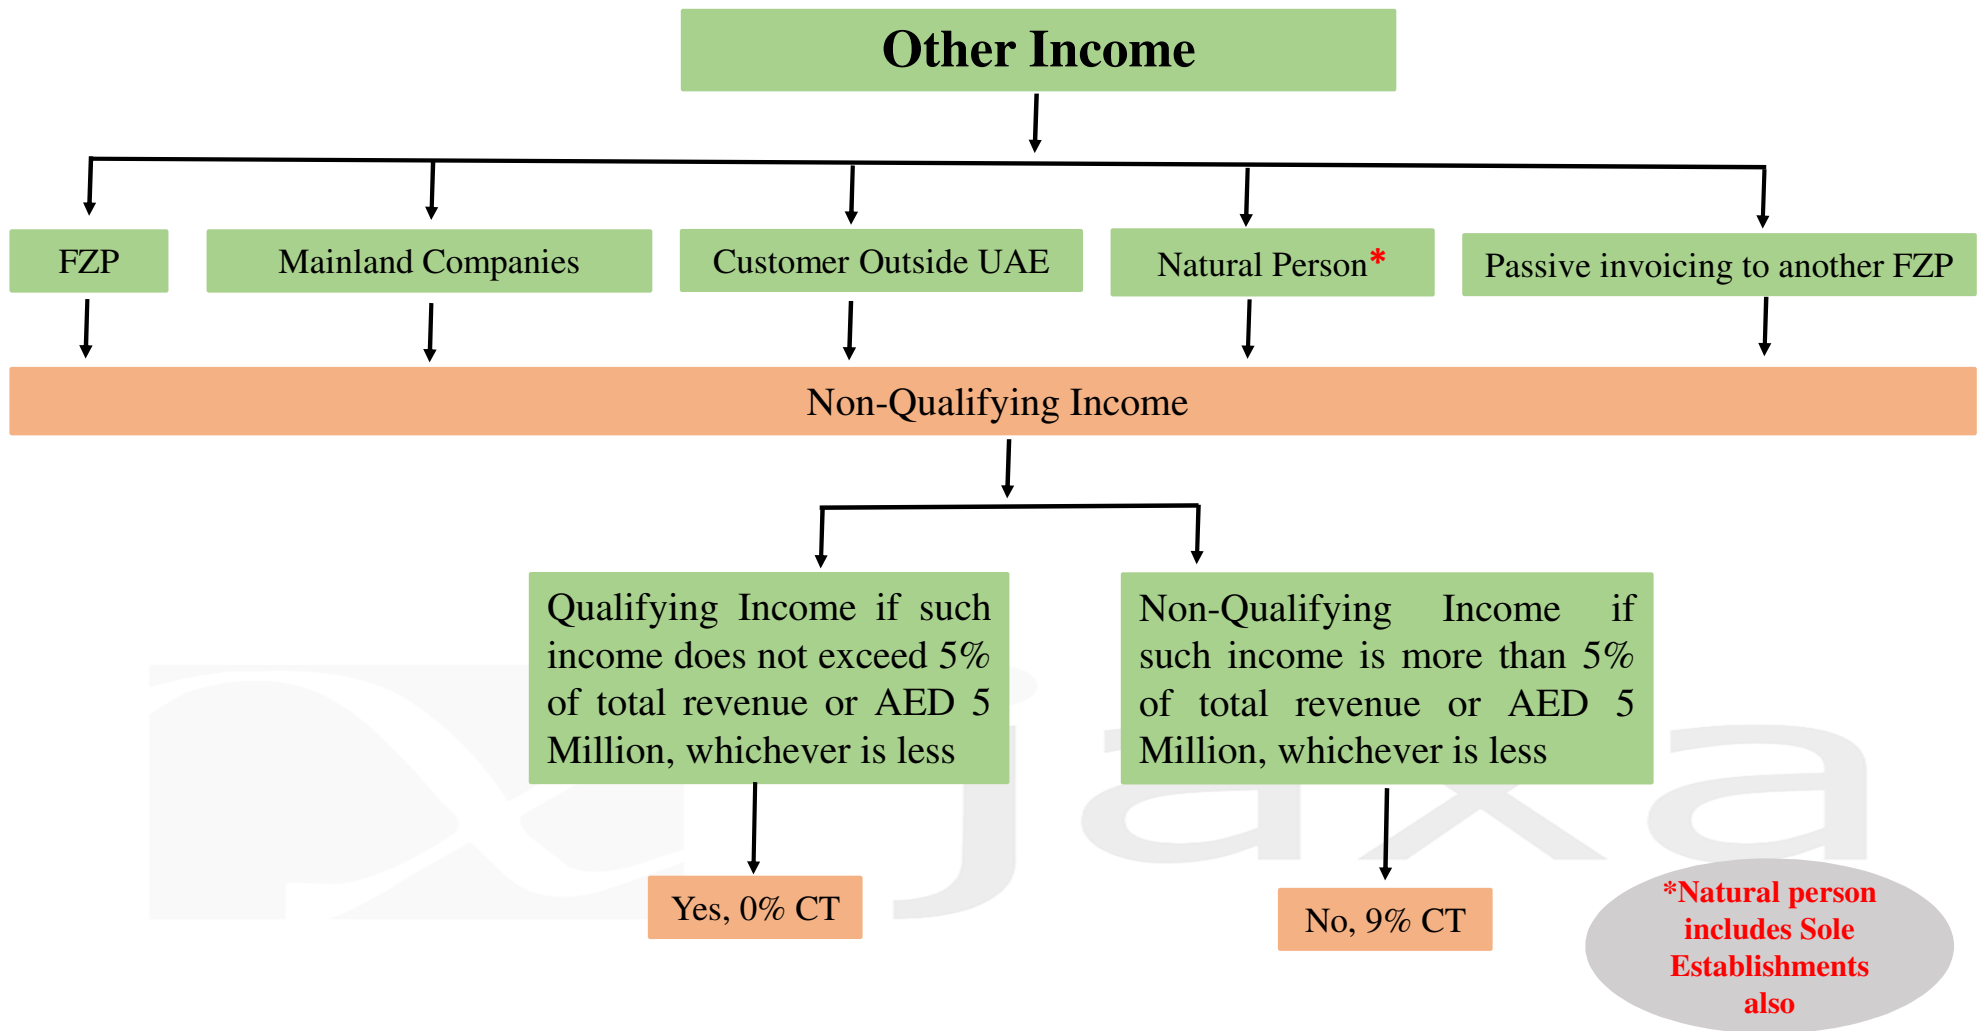 Other Income
FZP
Mainland Companies
Customer Outside UAE
Natural Person*
Passive invoicing to another FZP
Non-Qualifying Income
Qualifying Income if such
income does not exceed 5%
of total revenue or AED 5
Million, whichever is less
Non-Qualifying Income if
such income is more than 5%
of total revenue or AED 5
Million, whichever is less
jaxa
Yes, 0% CT
No, 9% CT
*Natural person
includes Sole
Establishments
also